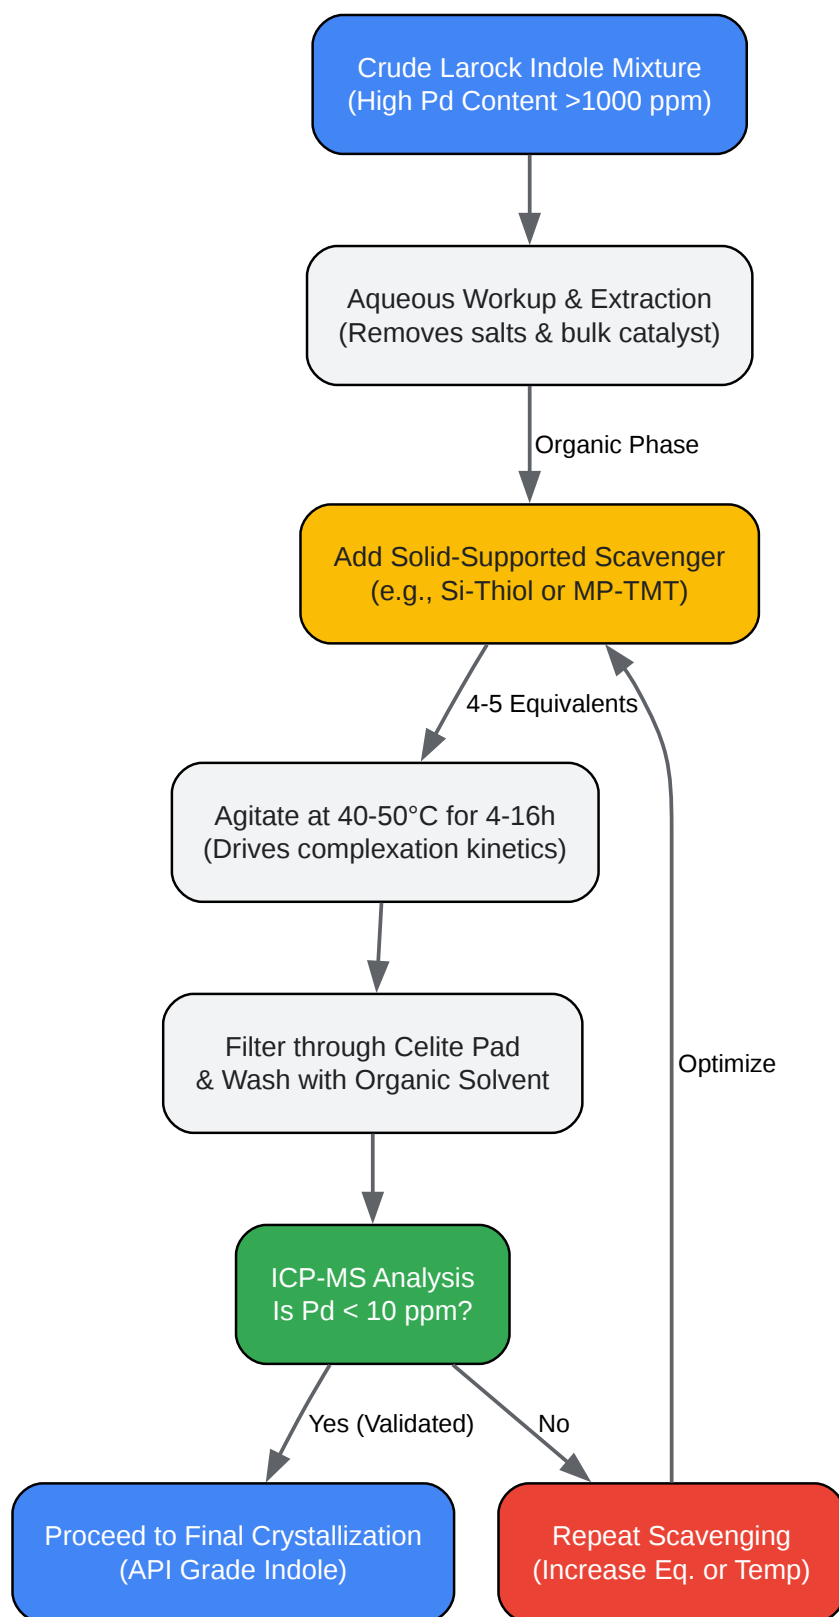 Crude Larock Indole Mixture
(High Pd Content >1000 ppm)
Aqueous Workup & Extraction
(Removes salts & bulk catalyst)
Organic Phase
Add Solid-Supported Scavenger
(e.g., Si-Thiol or MP-TMT)
4-5 Equivalents
Agitate at 40-50°C for 4-16h
(Drives complexation kinetics)
Filter through Celite Pad
& Wash with Organic Solvent
Optimize
ICP-MS Analysis
Is Pd < 10 ppm?
Yes (Validated)
No
Proceed to Final Crystallization
(API Grade Indole)
Repeat Scavenging
(Increase Eq. or Temp)